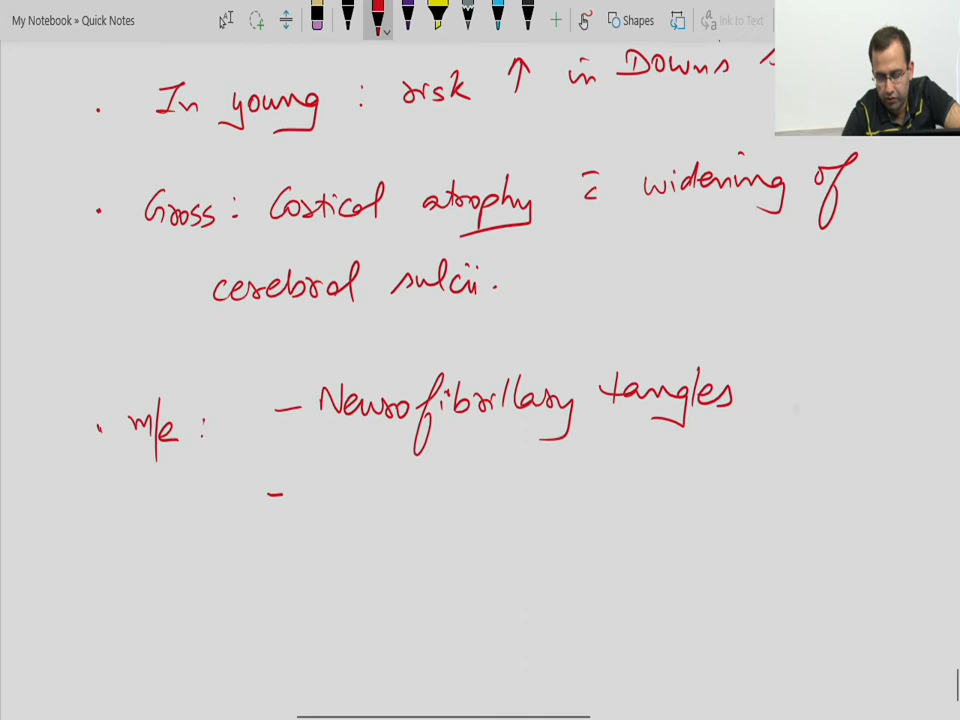 My Notebook » Quick Notes
Shapes
Ink to Text
. In young : risk ↑ in Downs s
. Gross : Cortical atrophy c̄ widening of
cerebral sulcii.
. m/e : - Neurofibrillary tangles
-